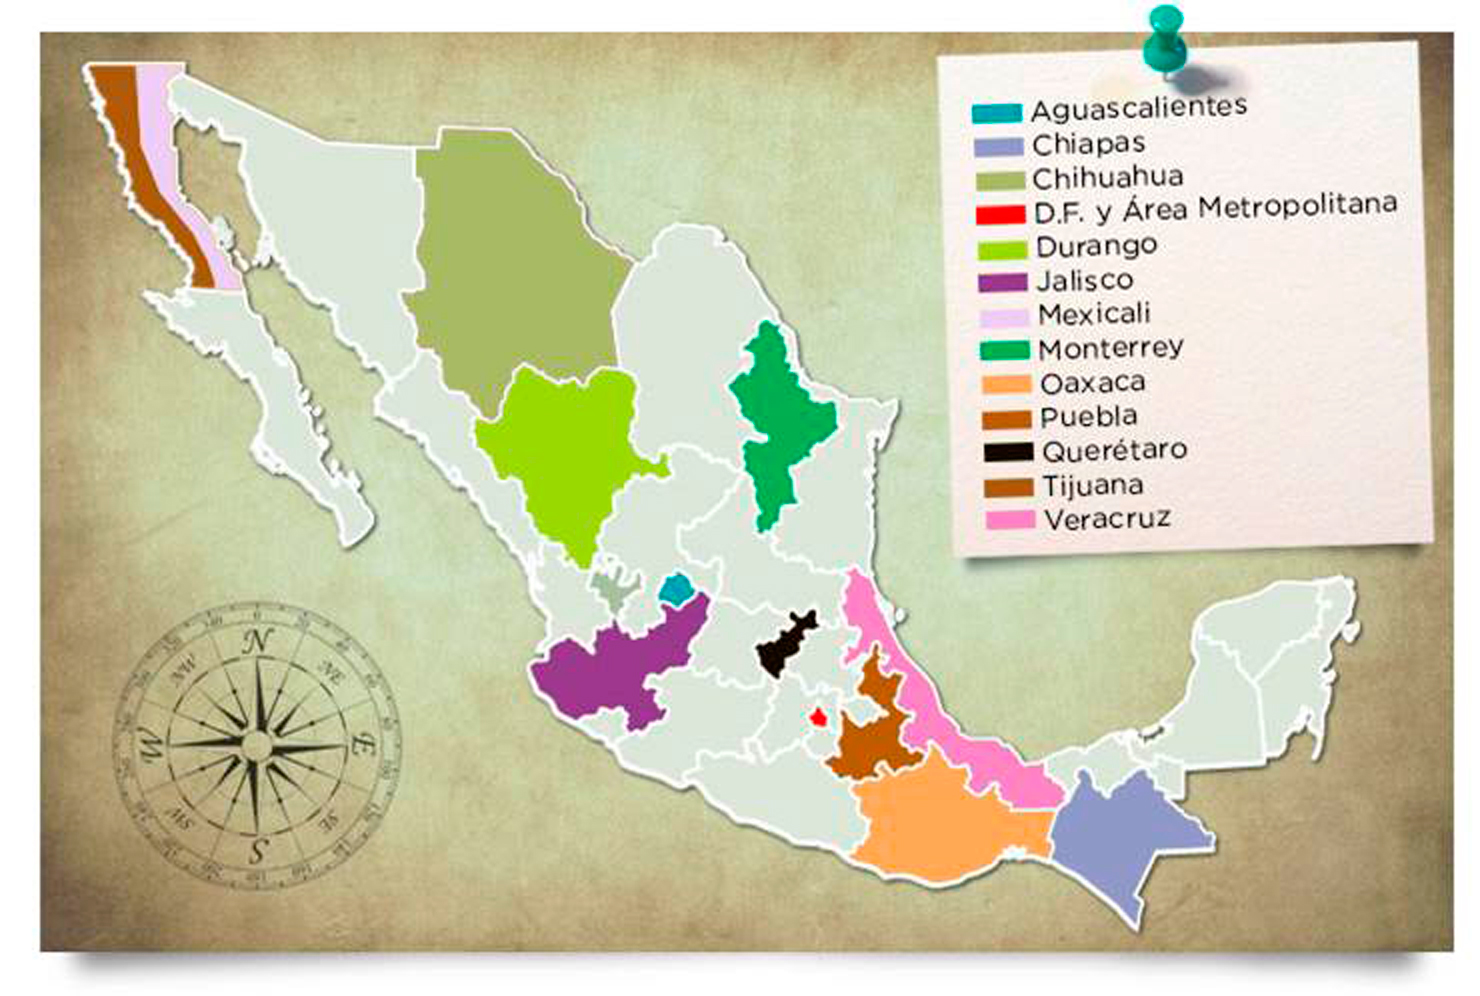 Aguascalientes
Chiapas
Chihuahua
D.F. y Área Metropolitana
Durango
Jalisco
Mexicali
Monterrey
Oaxaca
Puebla
Querétaro
Tijuana
Veracruz
N
NW
NE
W
E
SW
SE
S